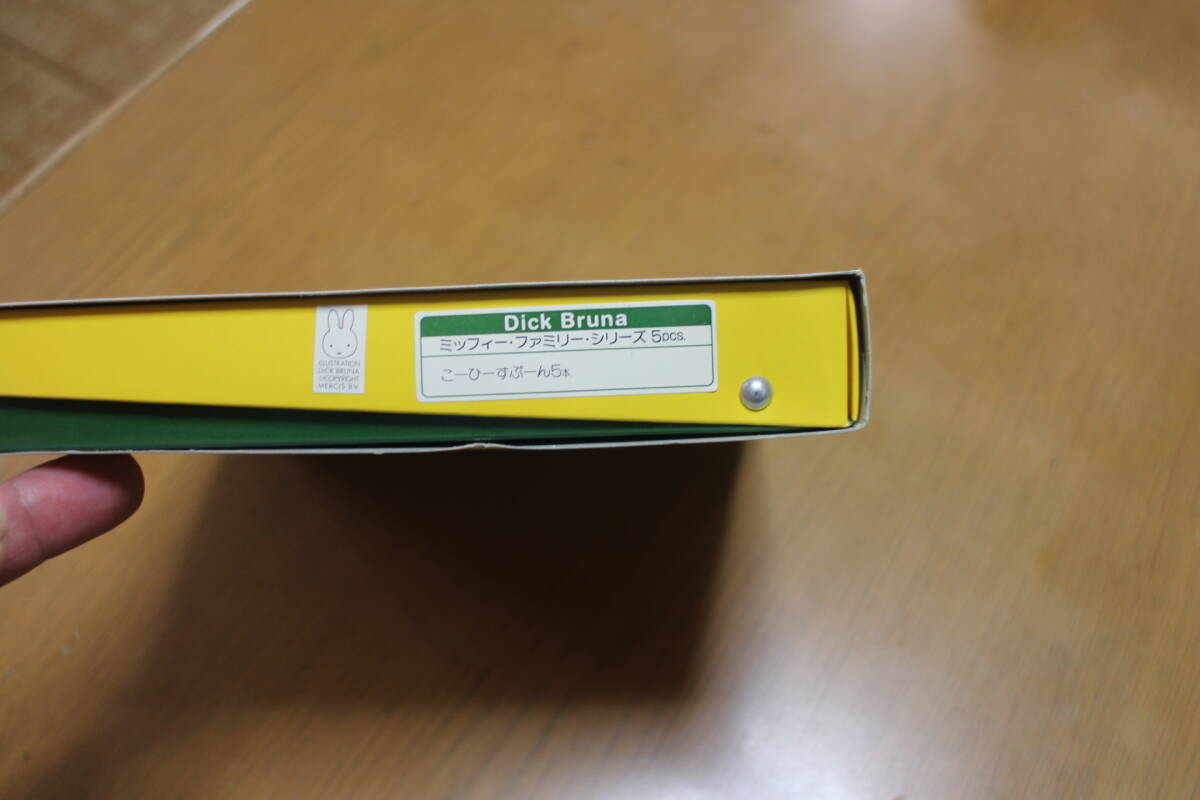 ILLUSTRATION
DICK BRUNA
©COPYRIGHT
MERCIS B.V.
Dick Bruna
ミッフィー・ファミリー・シリーズ 5PCS.
こーひーすぷーん5本